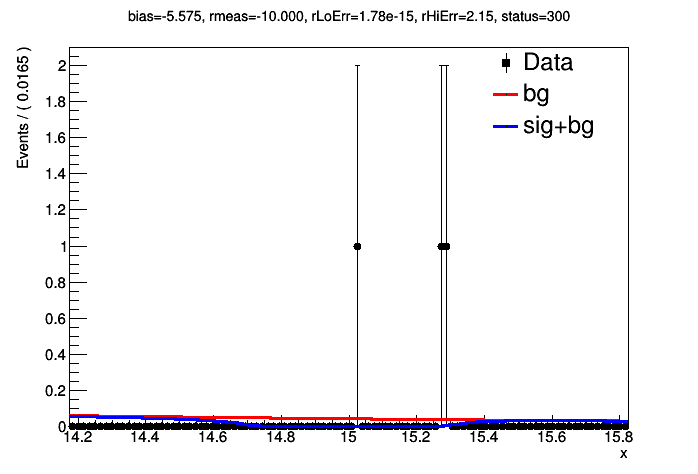 bias=-5.575, rmeas=-10.000, rLoErr=1.78e-15, rHiErr=2.15, status=300
Events / ( 0.0165 )
2
1.8
1.6
1.4
1.2
1
0.8
0.6
0.4
0.2
0
Data
bg
sig+bg
14.2 14.4 14.6 14.8 15 15.2 15.4 15.6 15.8
x